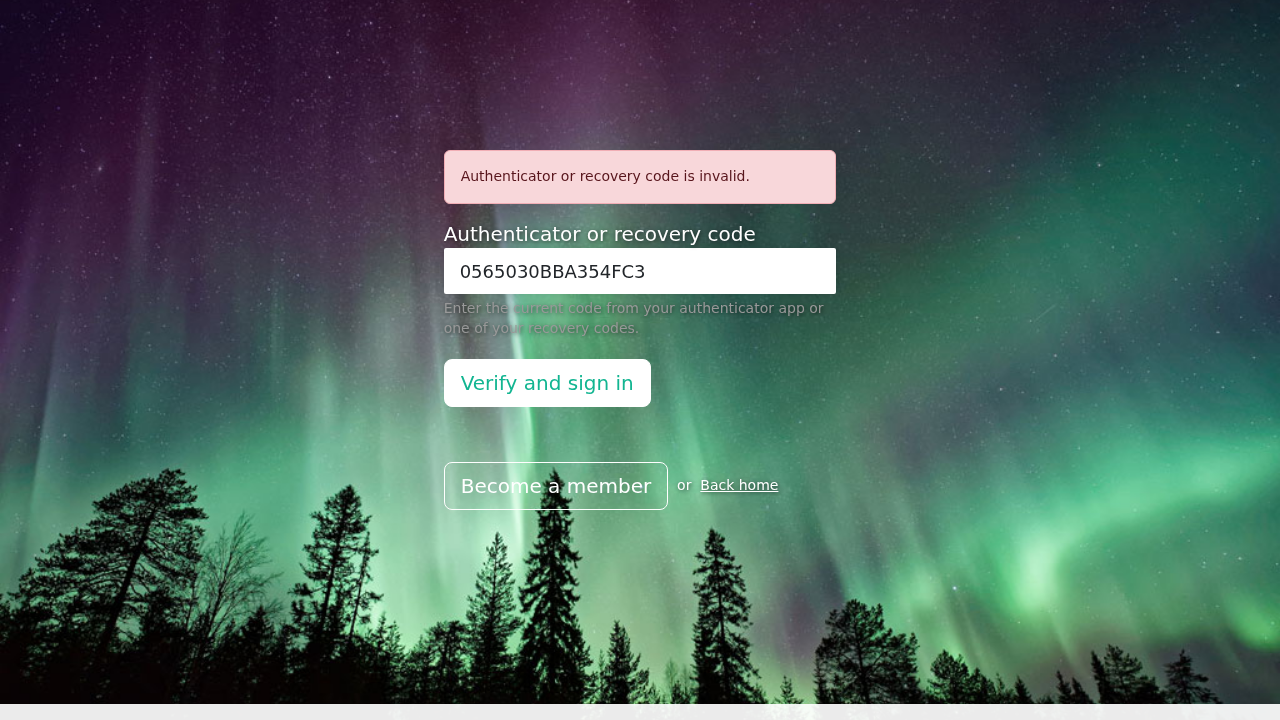 Authenticator or recovery code is invalid.
Authenticator or recovery code
0565030BBA354FC3
Enter the current code from your authenticator app or
one of your recovery codes.
Verify and sign in
Become a member or Back home